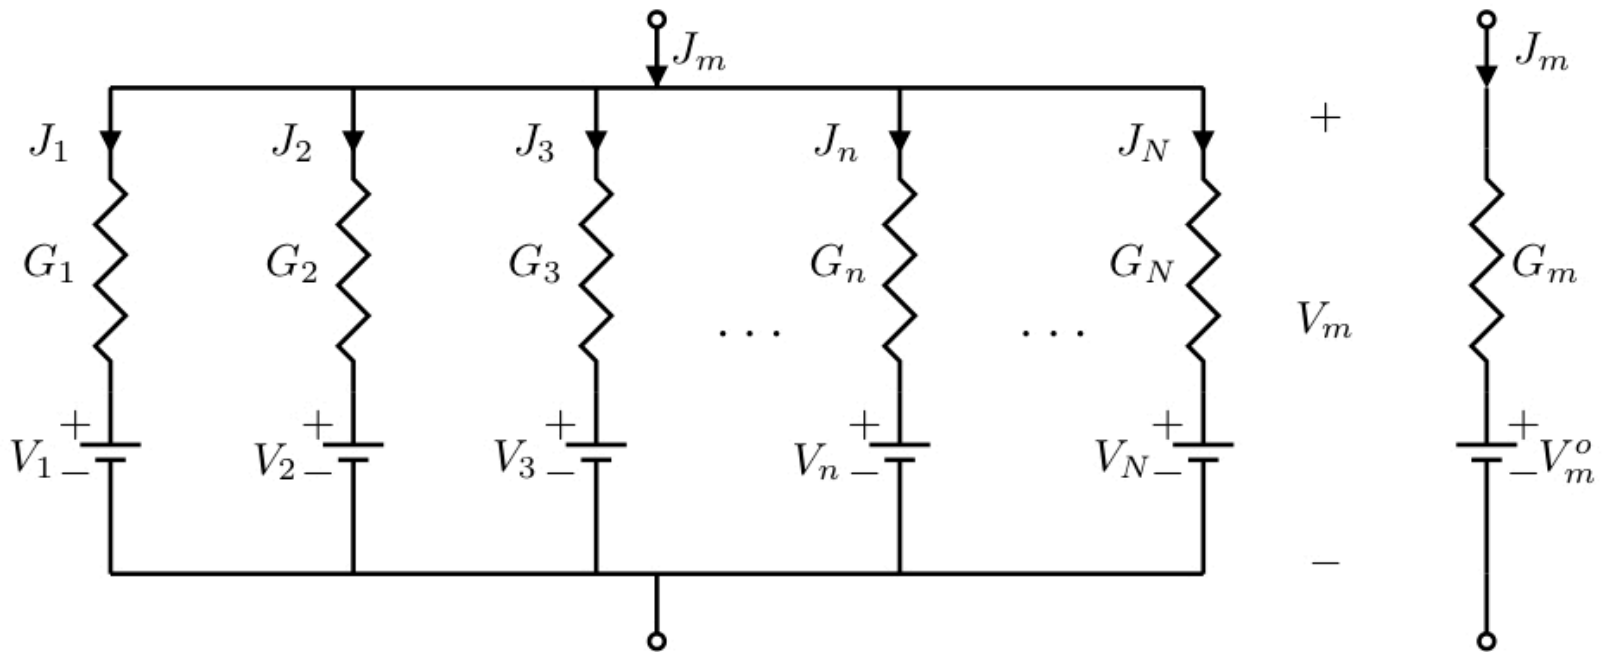 J_m J_m
+
J_1 J_2 J_3 J_n J_N
G_1 G_2 G_3 G_n G_N G_m
... ... V_m
+ + + + + +
V_1 V_2 V_3 V_n V_N V_m^o
− − − − − −
−